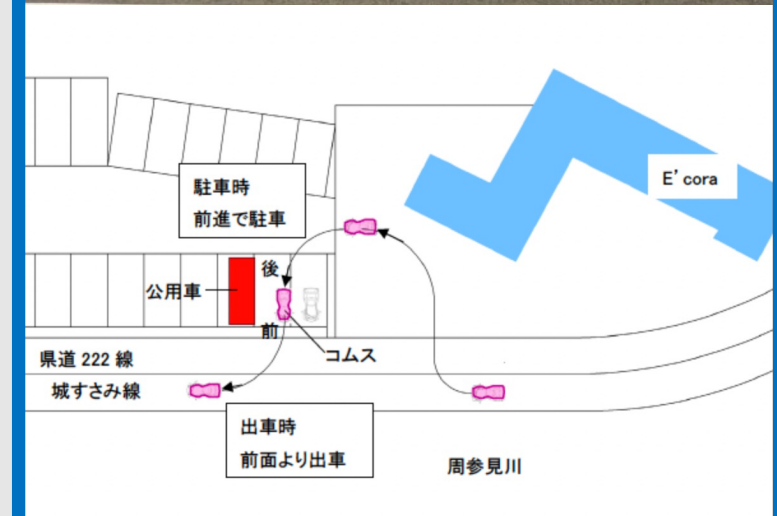 E'cora
駐車時
前進で駐車
後
公用車
前
コムス
県道 222 線
城すさみ線
出車時
前面より出車
周参見川